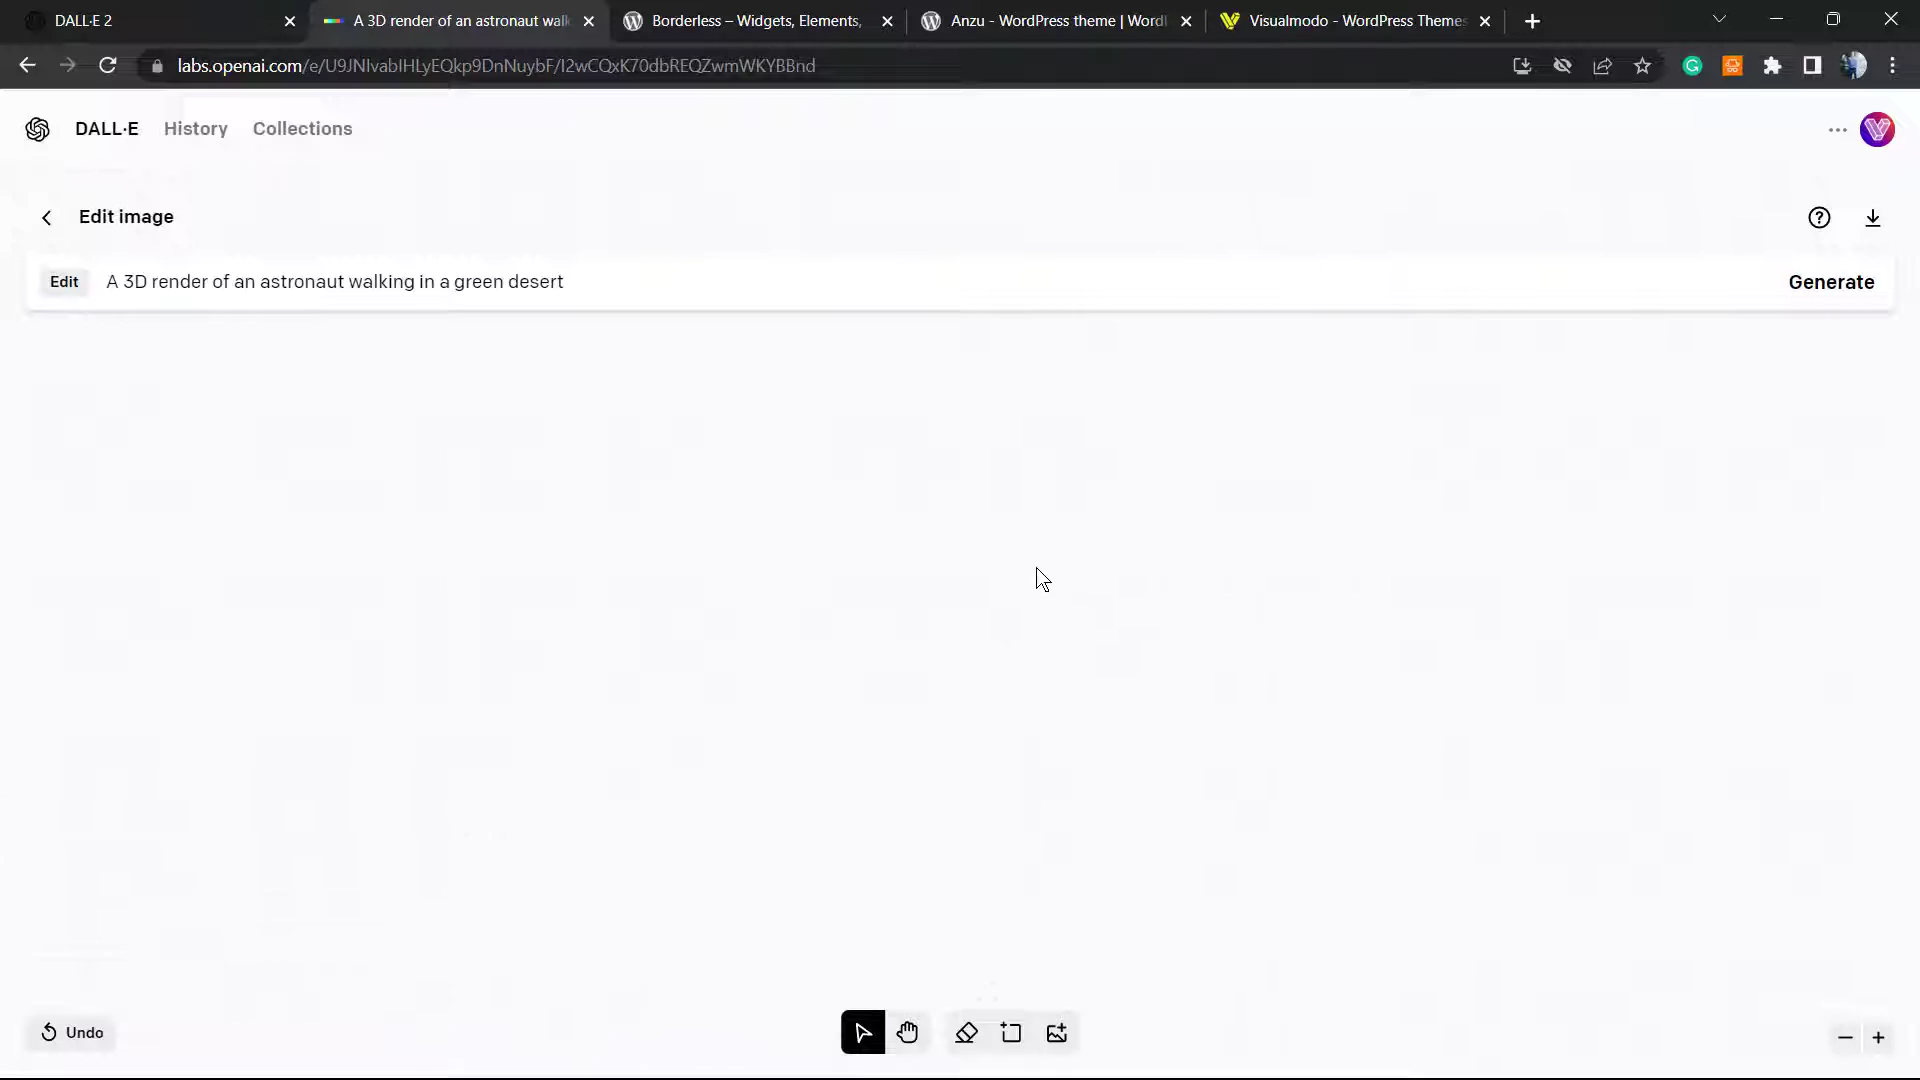 DALL·E 2
A 3D render of an astronaut walk
Borderless – Widgets, Elements,
Anzu - WordPress theme | Word
Visualmodo - WordPress Themes
labs.openai.com/e/U9JNIvabIHLyEQkp9DnNuybF/I2wCQxK70dbREQZwmWKYBBnd
DALL·E History Collections
Edit image
Edit A 3D render of an astronaut walking in a green desert Generate
Undo